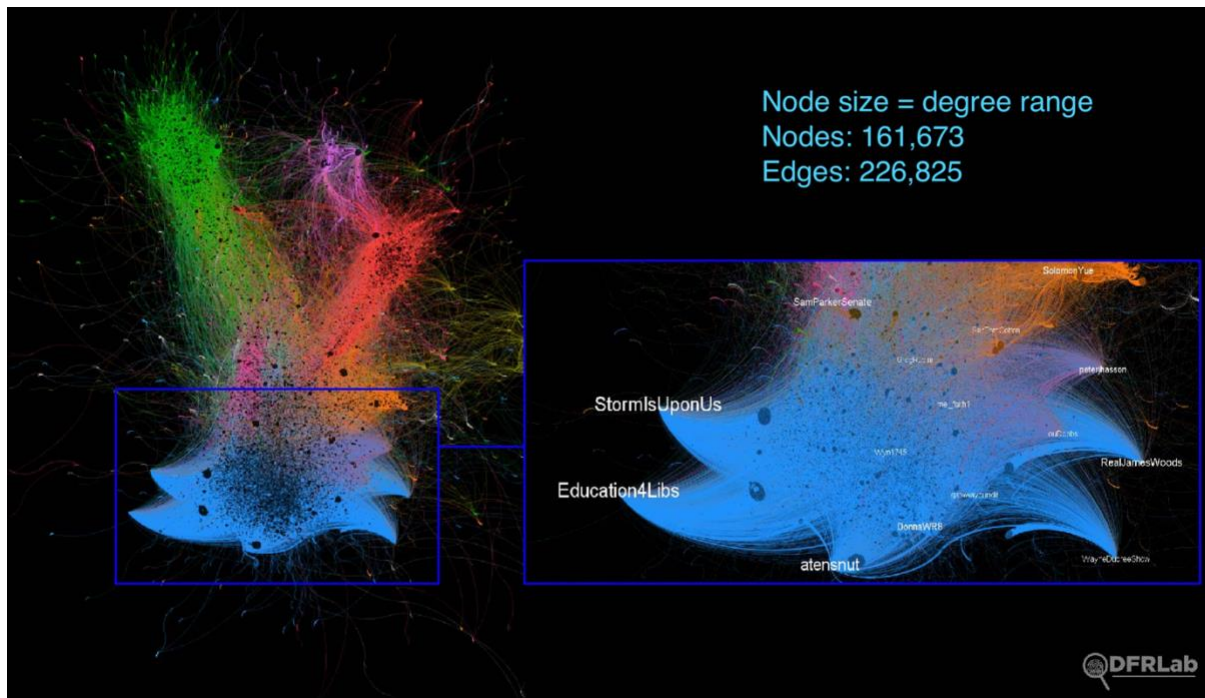 Node size = degree range
Nodes: 161,673
Edges: 226,825
SolomonYue
SamParkerSenate
peterjhasson
StormIsUponUs
RealJamesWoods
Education4Libs
DonnaWR8
atensnut
WayneDupreeShow
DFRLab